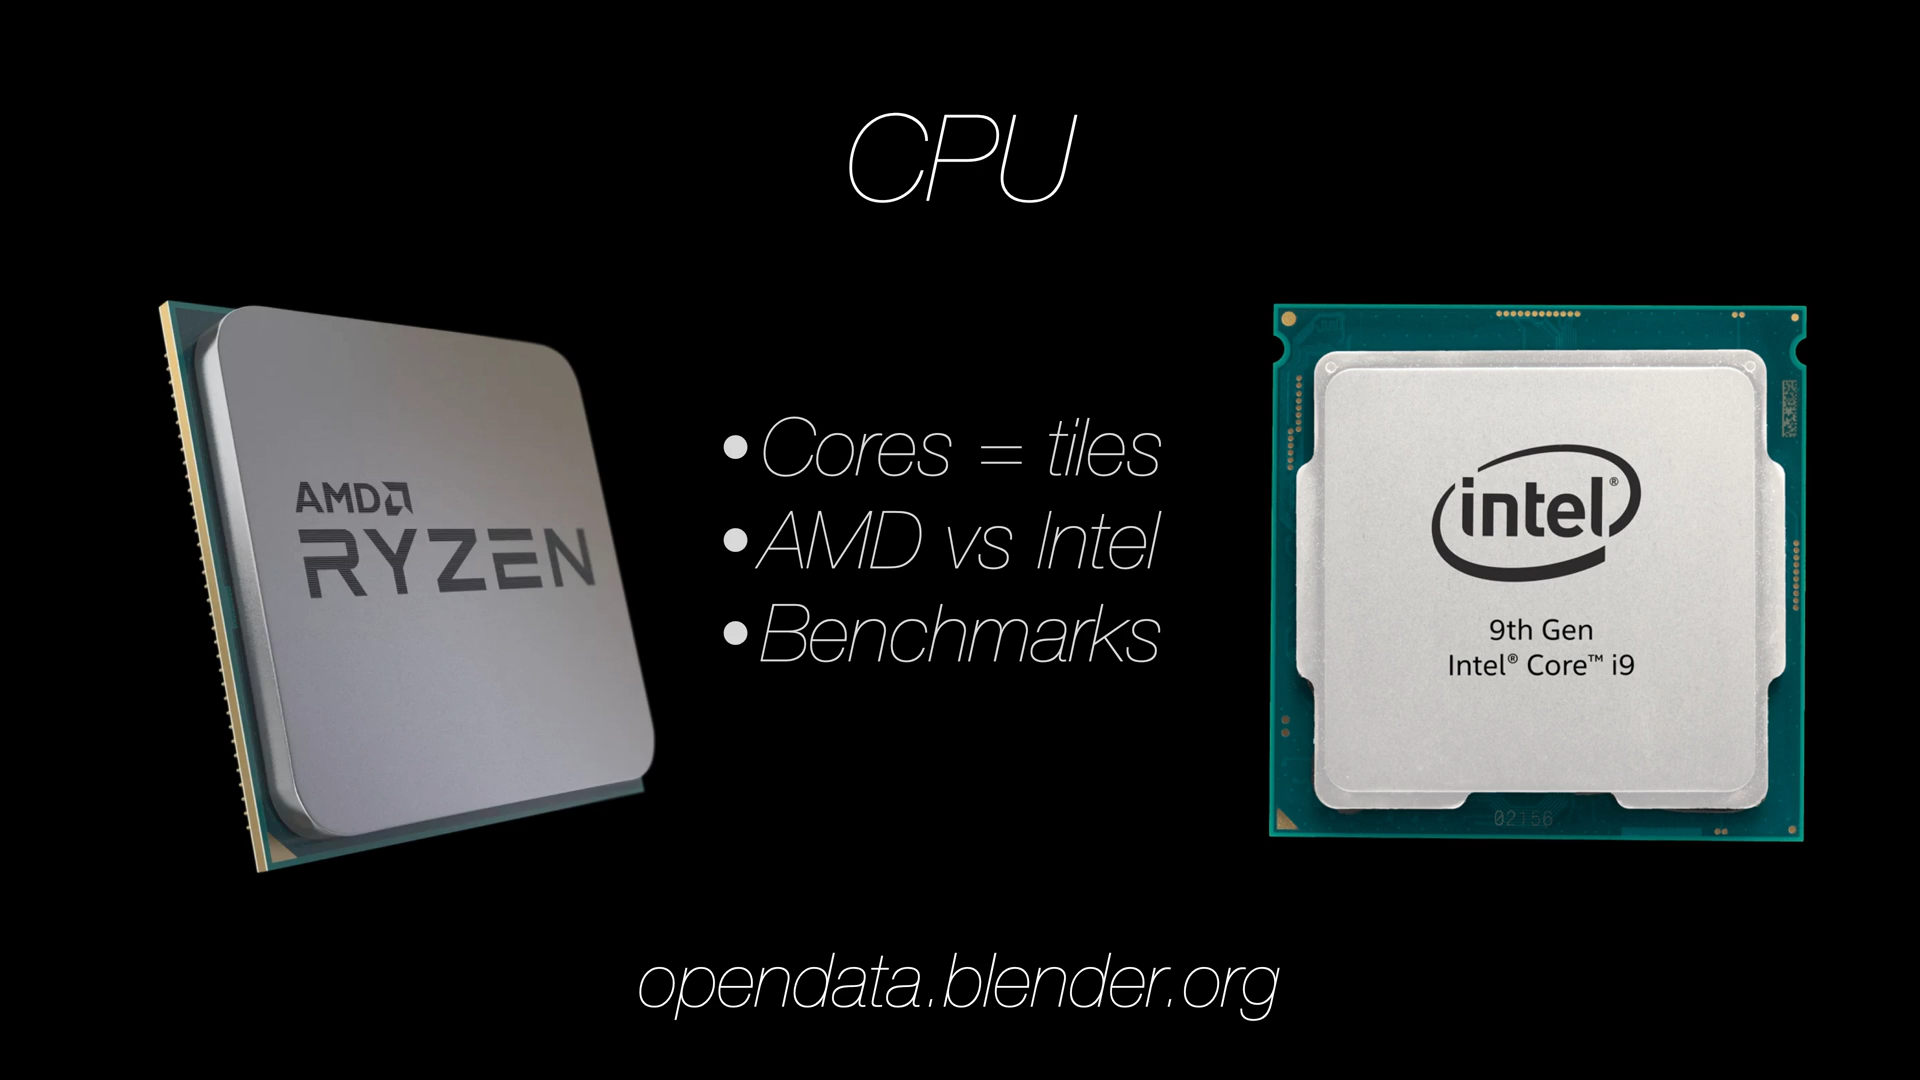 CPU
AMD
RYZEN
•Cores = tiles
•AMD vs Intel
•Benchmarks
intel®
9th Gen
Intel® Core™ i9
02156
opendata.blender.org